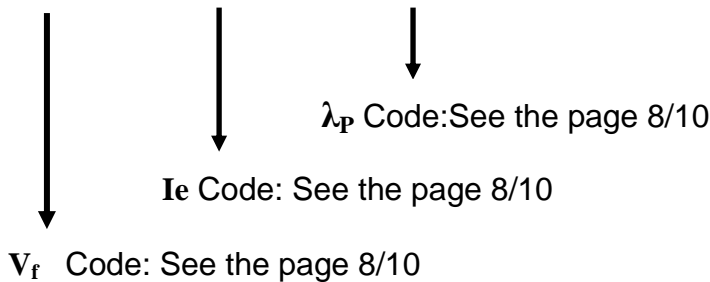 λP Code:See the page 8/10
Ie Code: See the page 8/10
Vf Code: See the page 8/10